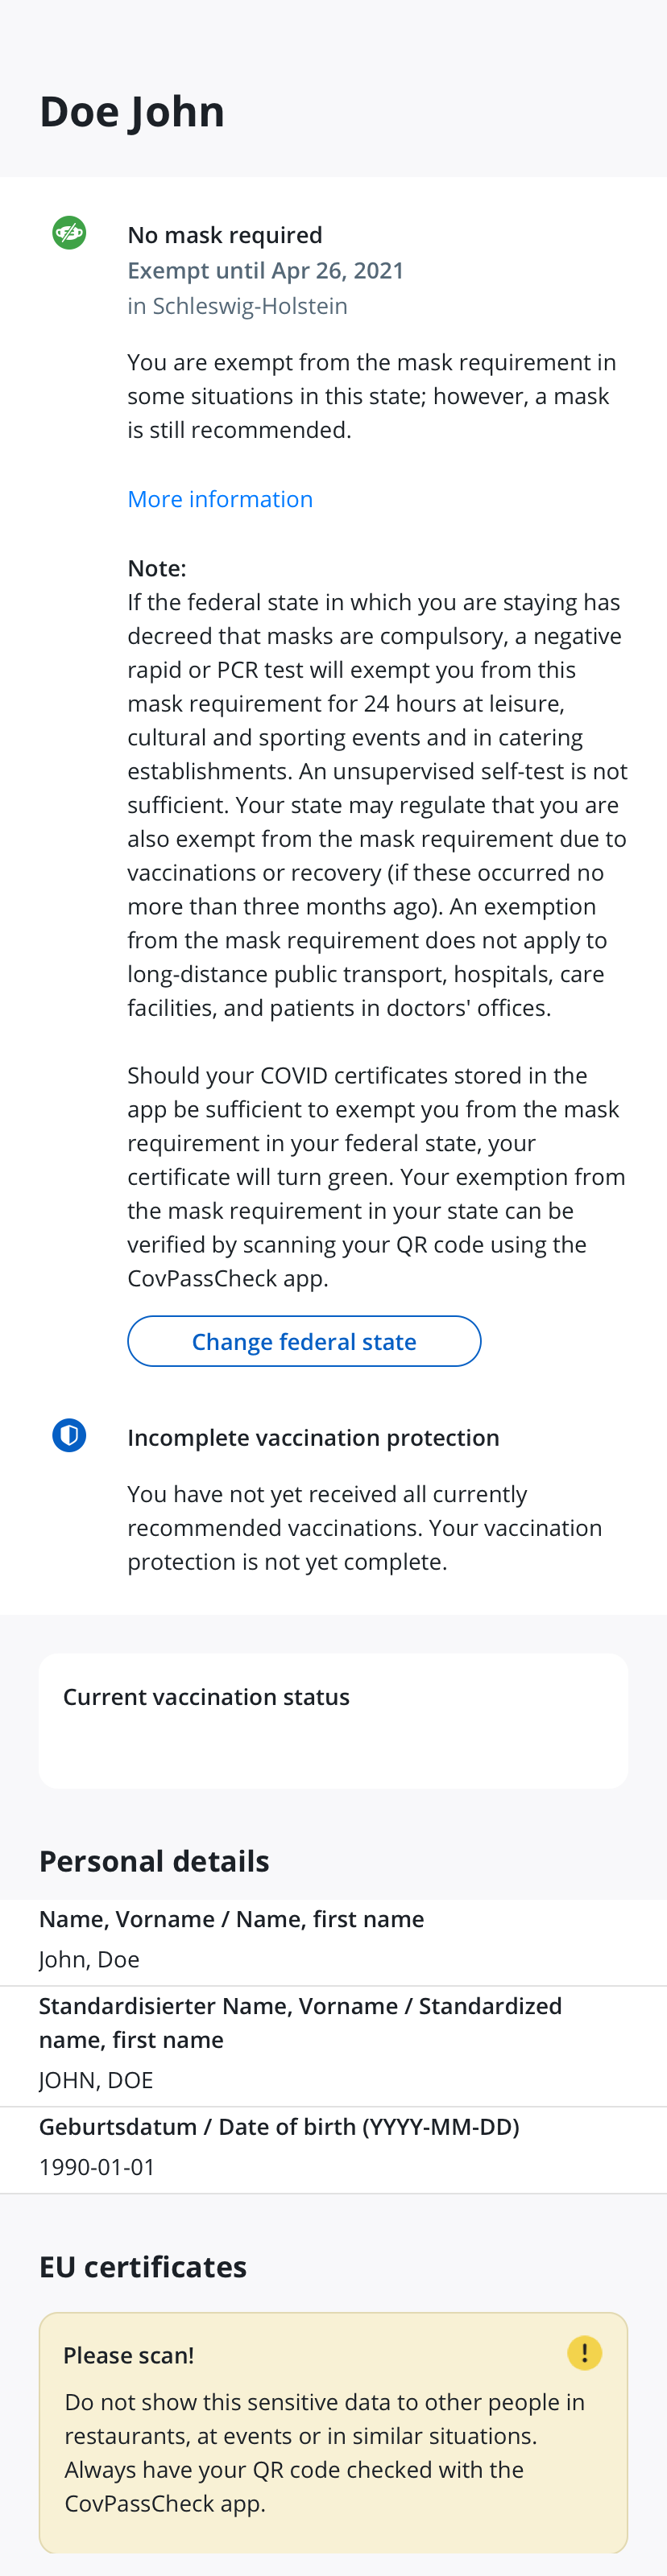 Doe John
No mask required
Exempt until Apr 26, 2021
in Schleswig-Holstein
You are exempt from the mask requirement in
some situations in this state; however, a mask
is still recommended.
More information
Note:
If the federal state in which you are staying has
decreed that masks are compulsory, a negative
rapid or PCR test will exempt you from this
mask requirement for 24 hours at leisure,
cultural and sporting events and in catering
establishments. An unsupervised self-test is not
sufficient. Your state may regulate that you are
also exempt from the mask requirement due to
vaccinations or recovery (if these occurred no
more than three months ago). An exemption
from the mask requirement does not apply to
long-distance public transport, hospitals, care
facilities, and patients in doctors' offices.
Should your COVID certificates stored in the
app be sufficient to exempt you from the mask
requirement in your federal state, your
certificate will turn green. Your exemption from
the mask requirement in your state can be
verified by scanning your QR code using the
CovPassCheck app.
Change federal state
Incomplete vaccination protection
You have not yet received all currently
recommended vaccinations. Your vaccination
protection is not yet complete.
Current vaccination status
Personal details
Name, Vorname / Name, first name
John, Doe
Standardisierter Name, Vorname / Standardized
name, first name
JOHN, DOE
Geburtsdatum / Date of birth (YYYY-MM-DD)
1990-01-01
EU certificates
Please scan!
Do not show this sensitive data to other people in
restaurants, at events or in similar situations.
Always have your QR code checked with the
CovPassCheck app.